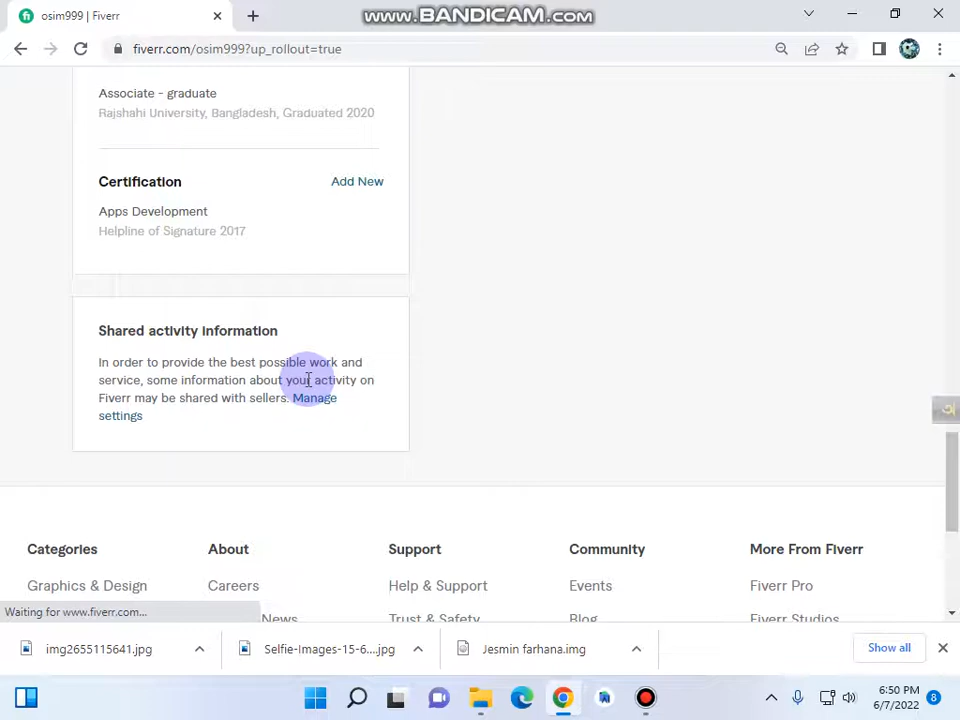 www.BANDICAM.com
osim999 | Fiverr
fiverr.com/osim999?up_rollout=true
Associate - graduate
Rajshahi University, Bangladesh, Graduated 2020
Certification
Add New
Apps Development
Helpline of Signature 2017
Shared activity information
In order to provide the best possible work and
service, some information about your activity on
Fiverr may be shared with sellers. Manage
settings
Categories
About
Support
Community
More From Fiverr
Graphics & Design
Careers
Help & Support
Events
Fiverr Pro
News
Trust & Safety
Blog
Fiverr Studios
Waiting for www.fiverr.com...
img2655115641.jpg
Selfie-Images-15-6....jpg
Jesmin farhana.img
Show all
6:50 PM
6/7/2022
8